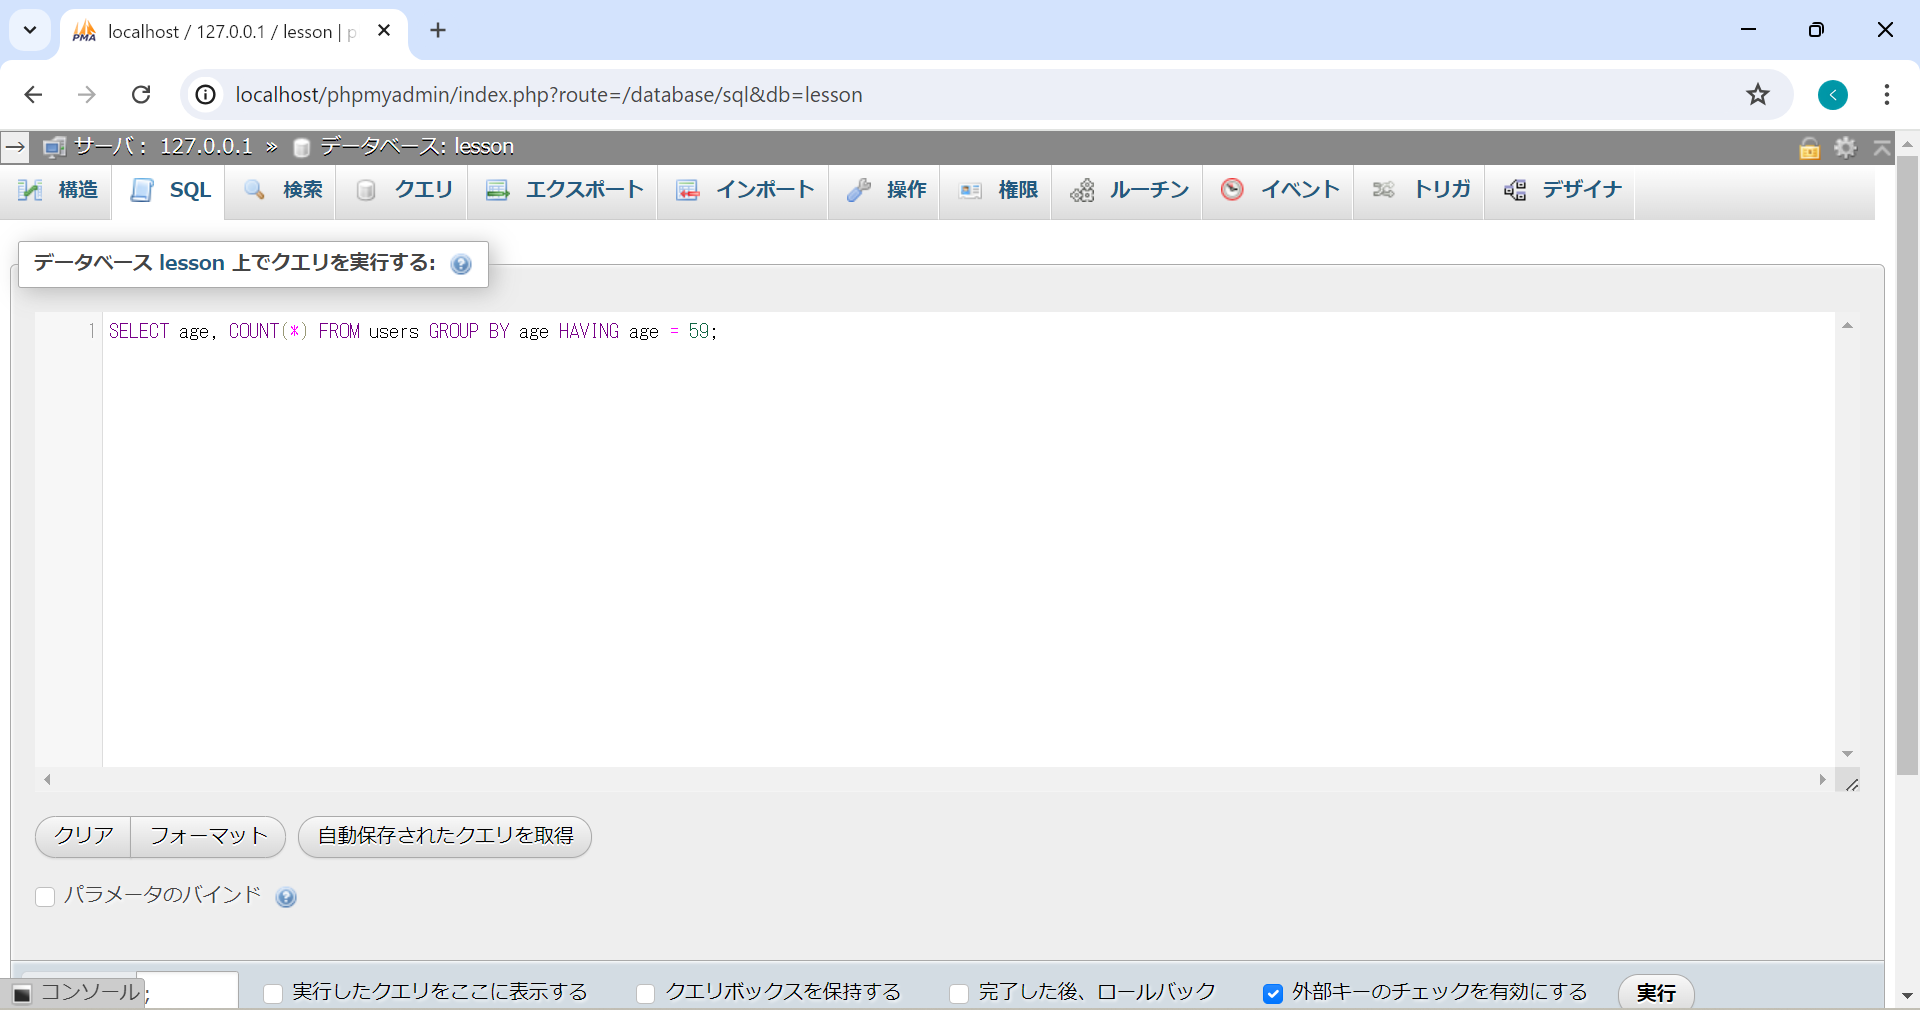 localhost / 127.0.0.1 / lesson | p
localhost/phpmyadmin/index.php?route=/database/sql&db=lesson
サーバ: 127.0.0.1 » データベース: lesson
構造 SQL 検索 クエリ エクスポート インポート 操作 権限 ルーチン イベント トリガ デザイナ
データベース lesson 上でクエリを実行する:
1 SELECT age, COUNT(*) FROM users GROUP BY age HAVING age = 59;
クリア フォーマット 自動保存されたクエリを取得
パラメータのバインド
コンソール ; 実行したクエリをここに表示する クエリボックスを保持する 完了した後、ロールバック 外部キーのチェックを有効にする 実行